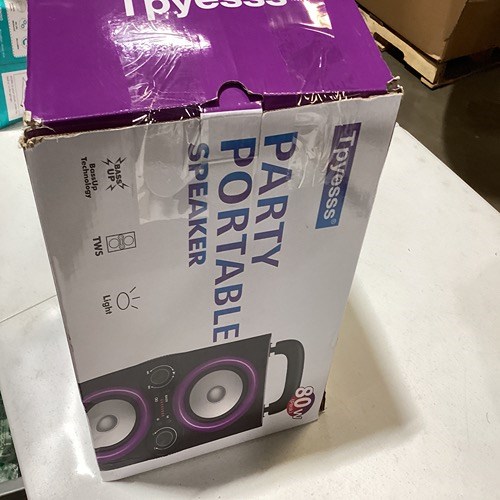 Tpyesss
Tpyesss®
PARTY
PORTABLE
SPEAKER
BASS
UP
BassUp
Technology
TWS
Light
80W